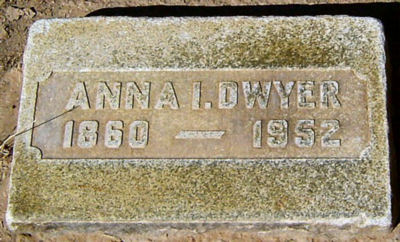 ANNA I. DWYER
1860 — 1952